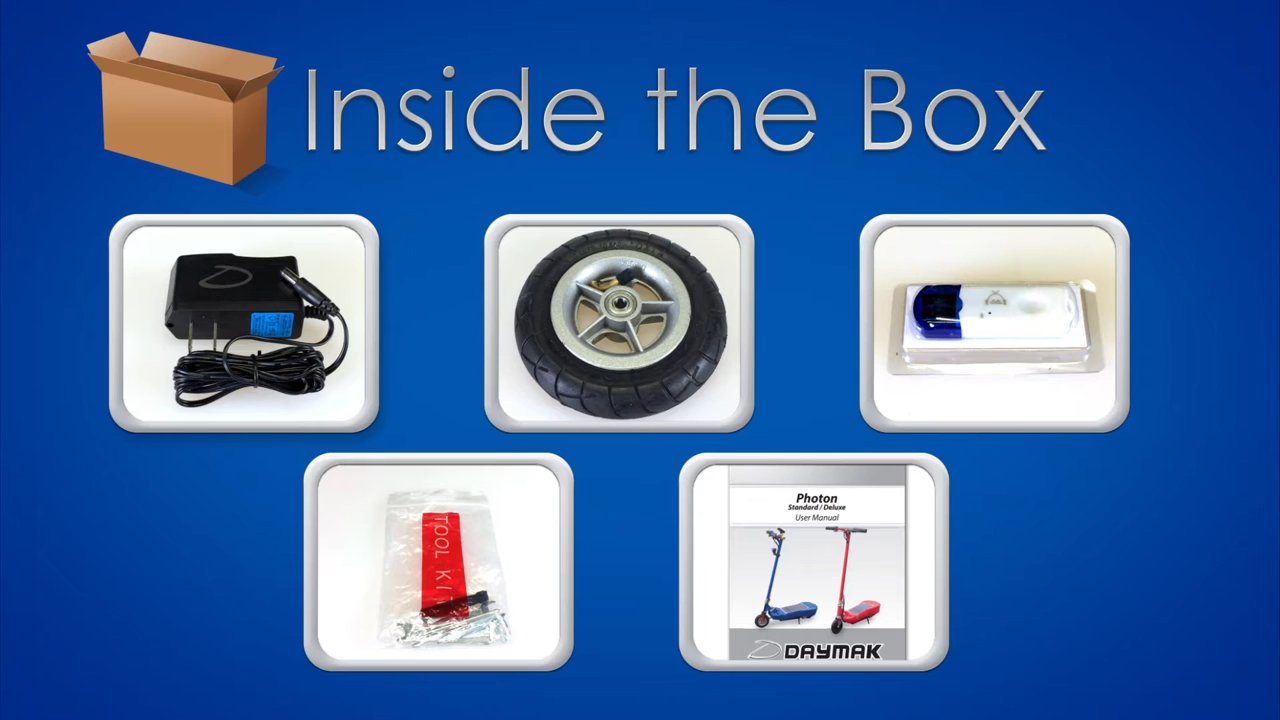 Inside the Box
TOOL KIT
Photon
Standard / Deluxe
User Manual
DAYMAK